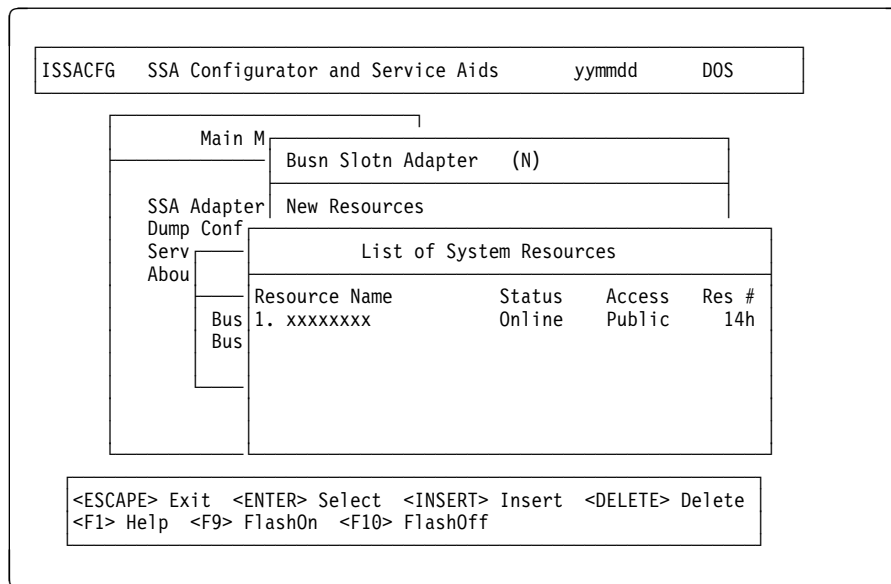 ISSACFG SSA Configurator and Service Aids yymmdd DOS
Main M
Busn Slotn Adapter (N)
SSA Adapter
New Resources
Dump Conf
Serv
List of System Resources
Abou
Resource Name Status Access Res #
Bus
1. xxxxxxxx Online Public 14h
Bus
<ESCAPE> Exit <ENTER> Select <INSERT> Insert <DELETE> Delete
<F1> Help <F9> FlashOn <F10> FlashOff